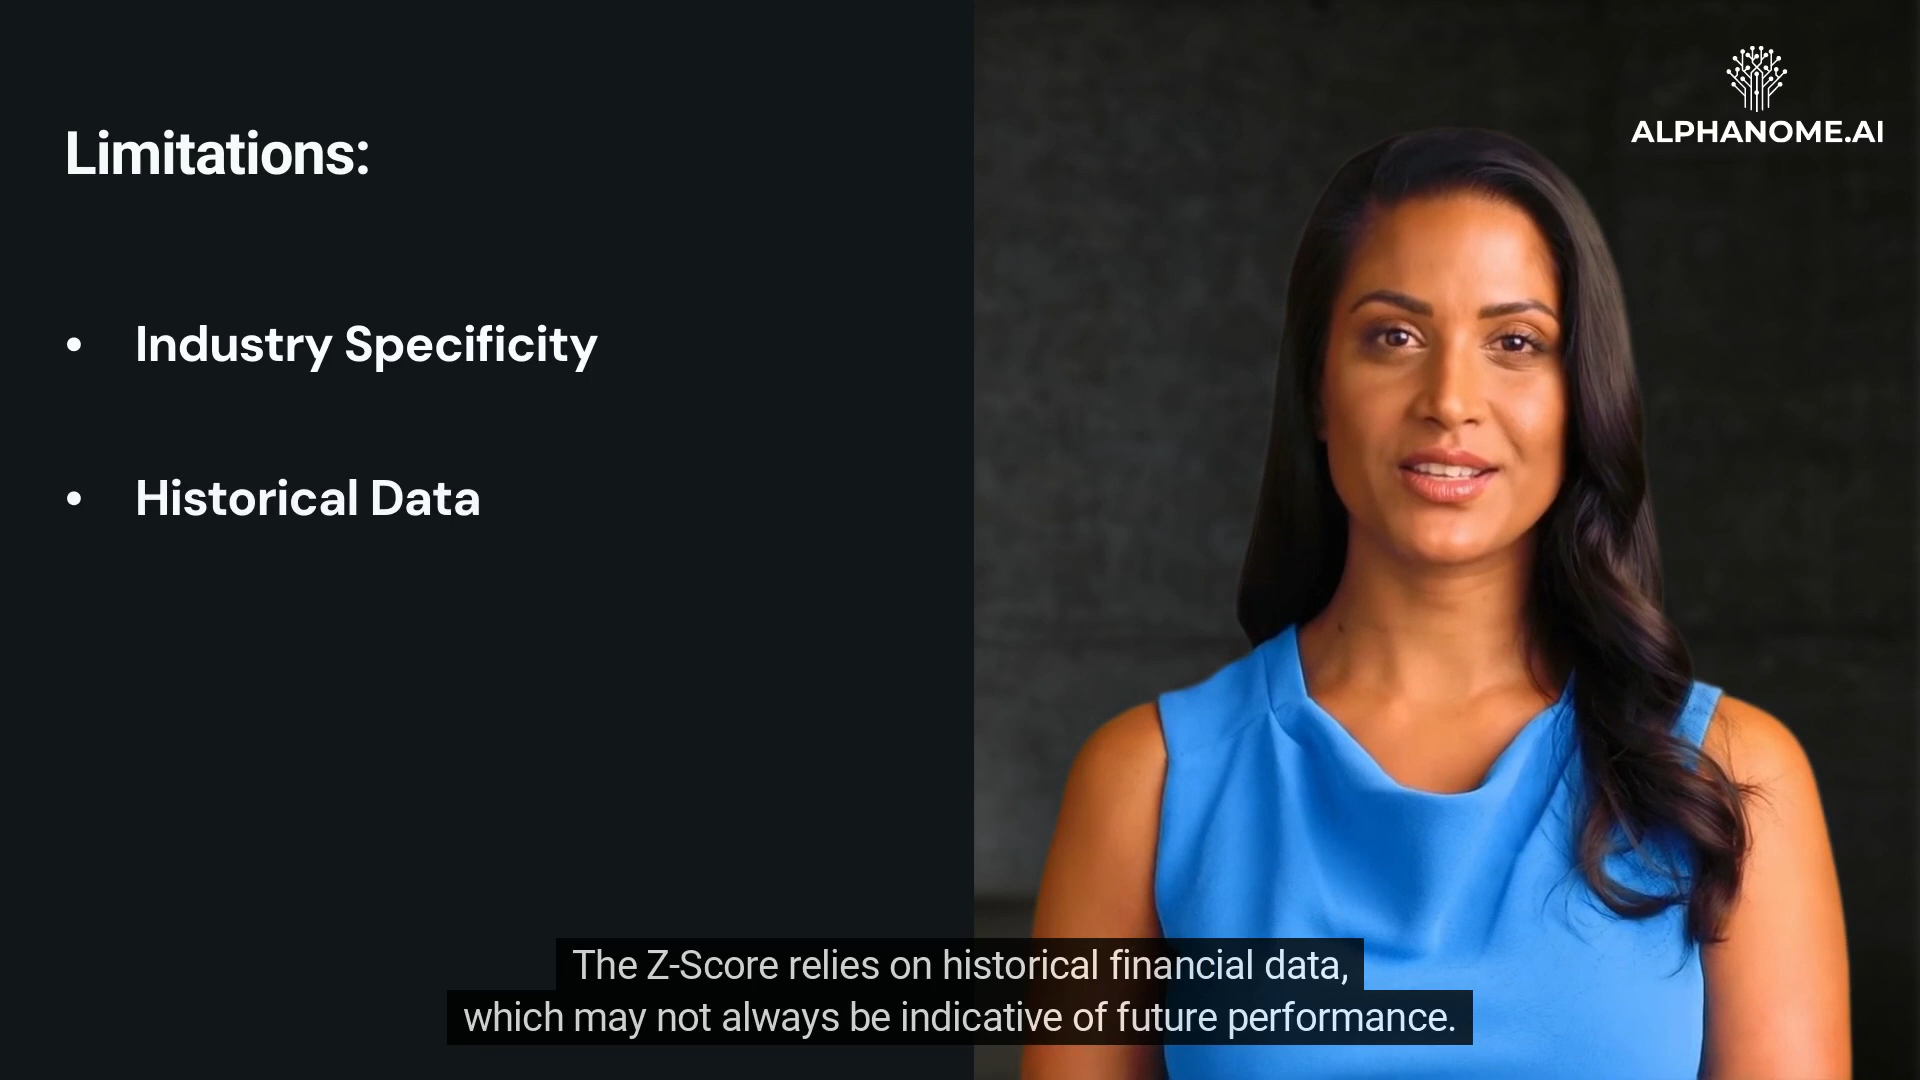 ALPHANOME.AI
Limitations:
• Industry Specificity
• Historical Data
The Z-Score relies on historical financial data,
which may not always be indicative of future performance.